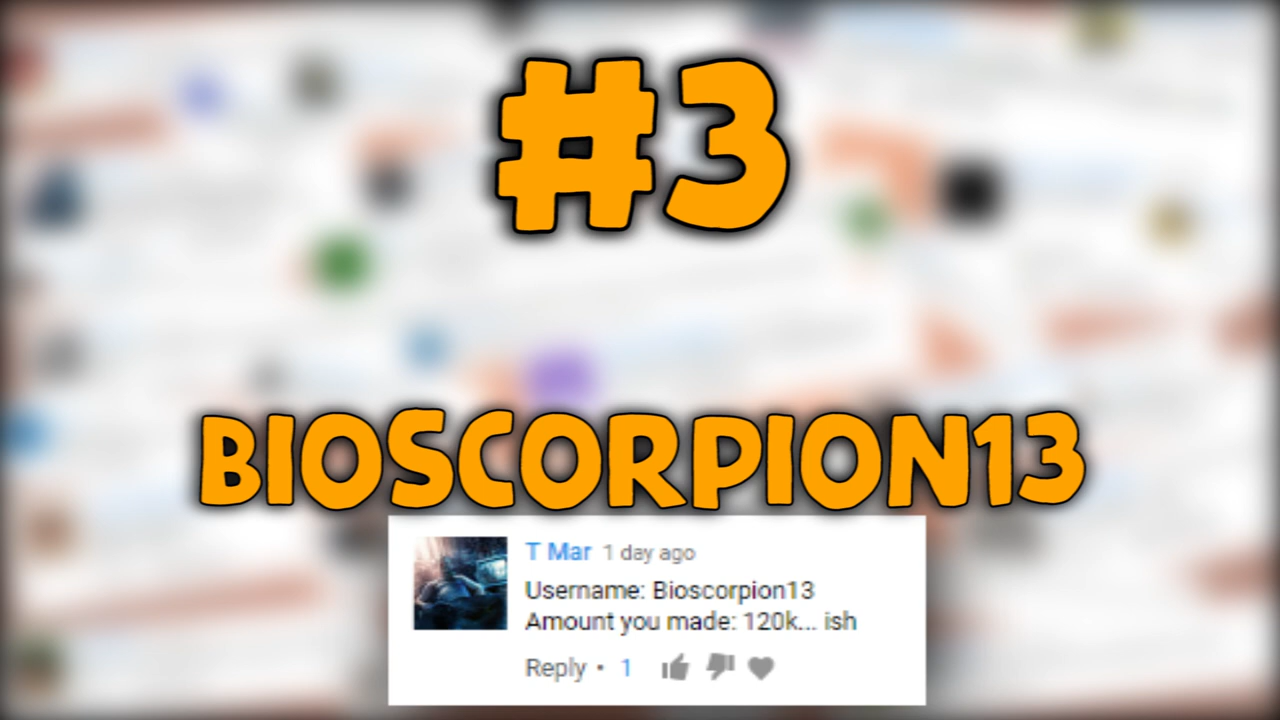 #3
BIOSCORPION13
T Mar 1 day ago
Username: Bioscorpion13
Amount you made: 120k... ish
Reply • 1